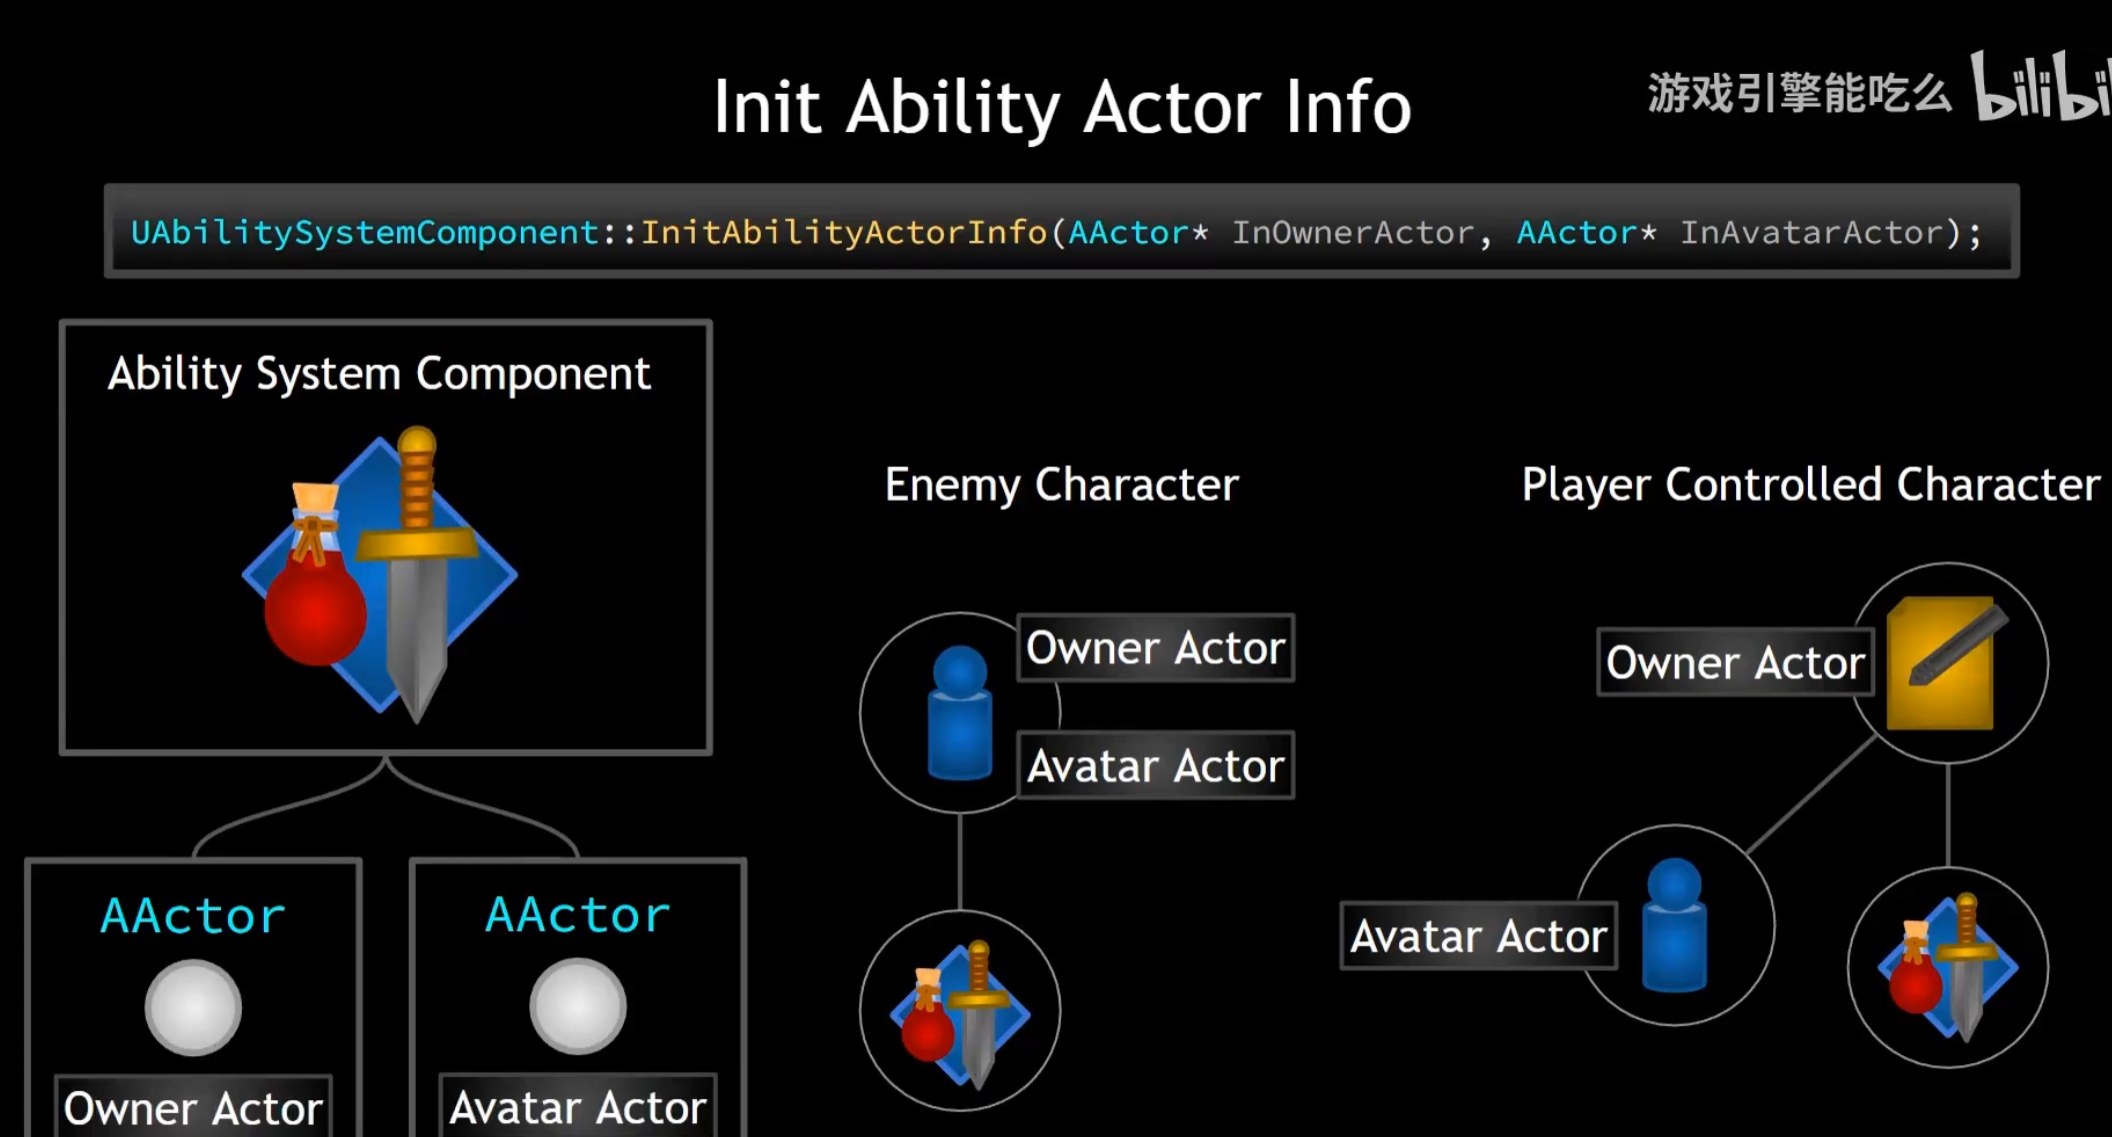 Init Ability Actor Info
游戏引擎能吃么
UAbilitySystemComponent::InitAbilityActorInfo(AActor* InOwnerActor, AActor* InAvatarActor);
Ability System Component
Enemy Character
Player Controlled Character
Owner Actor
Avatar Actor
Owner Actor
Avatar Actor
AActor
AActor
Owner Actor
Avatar Actor